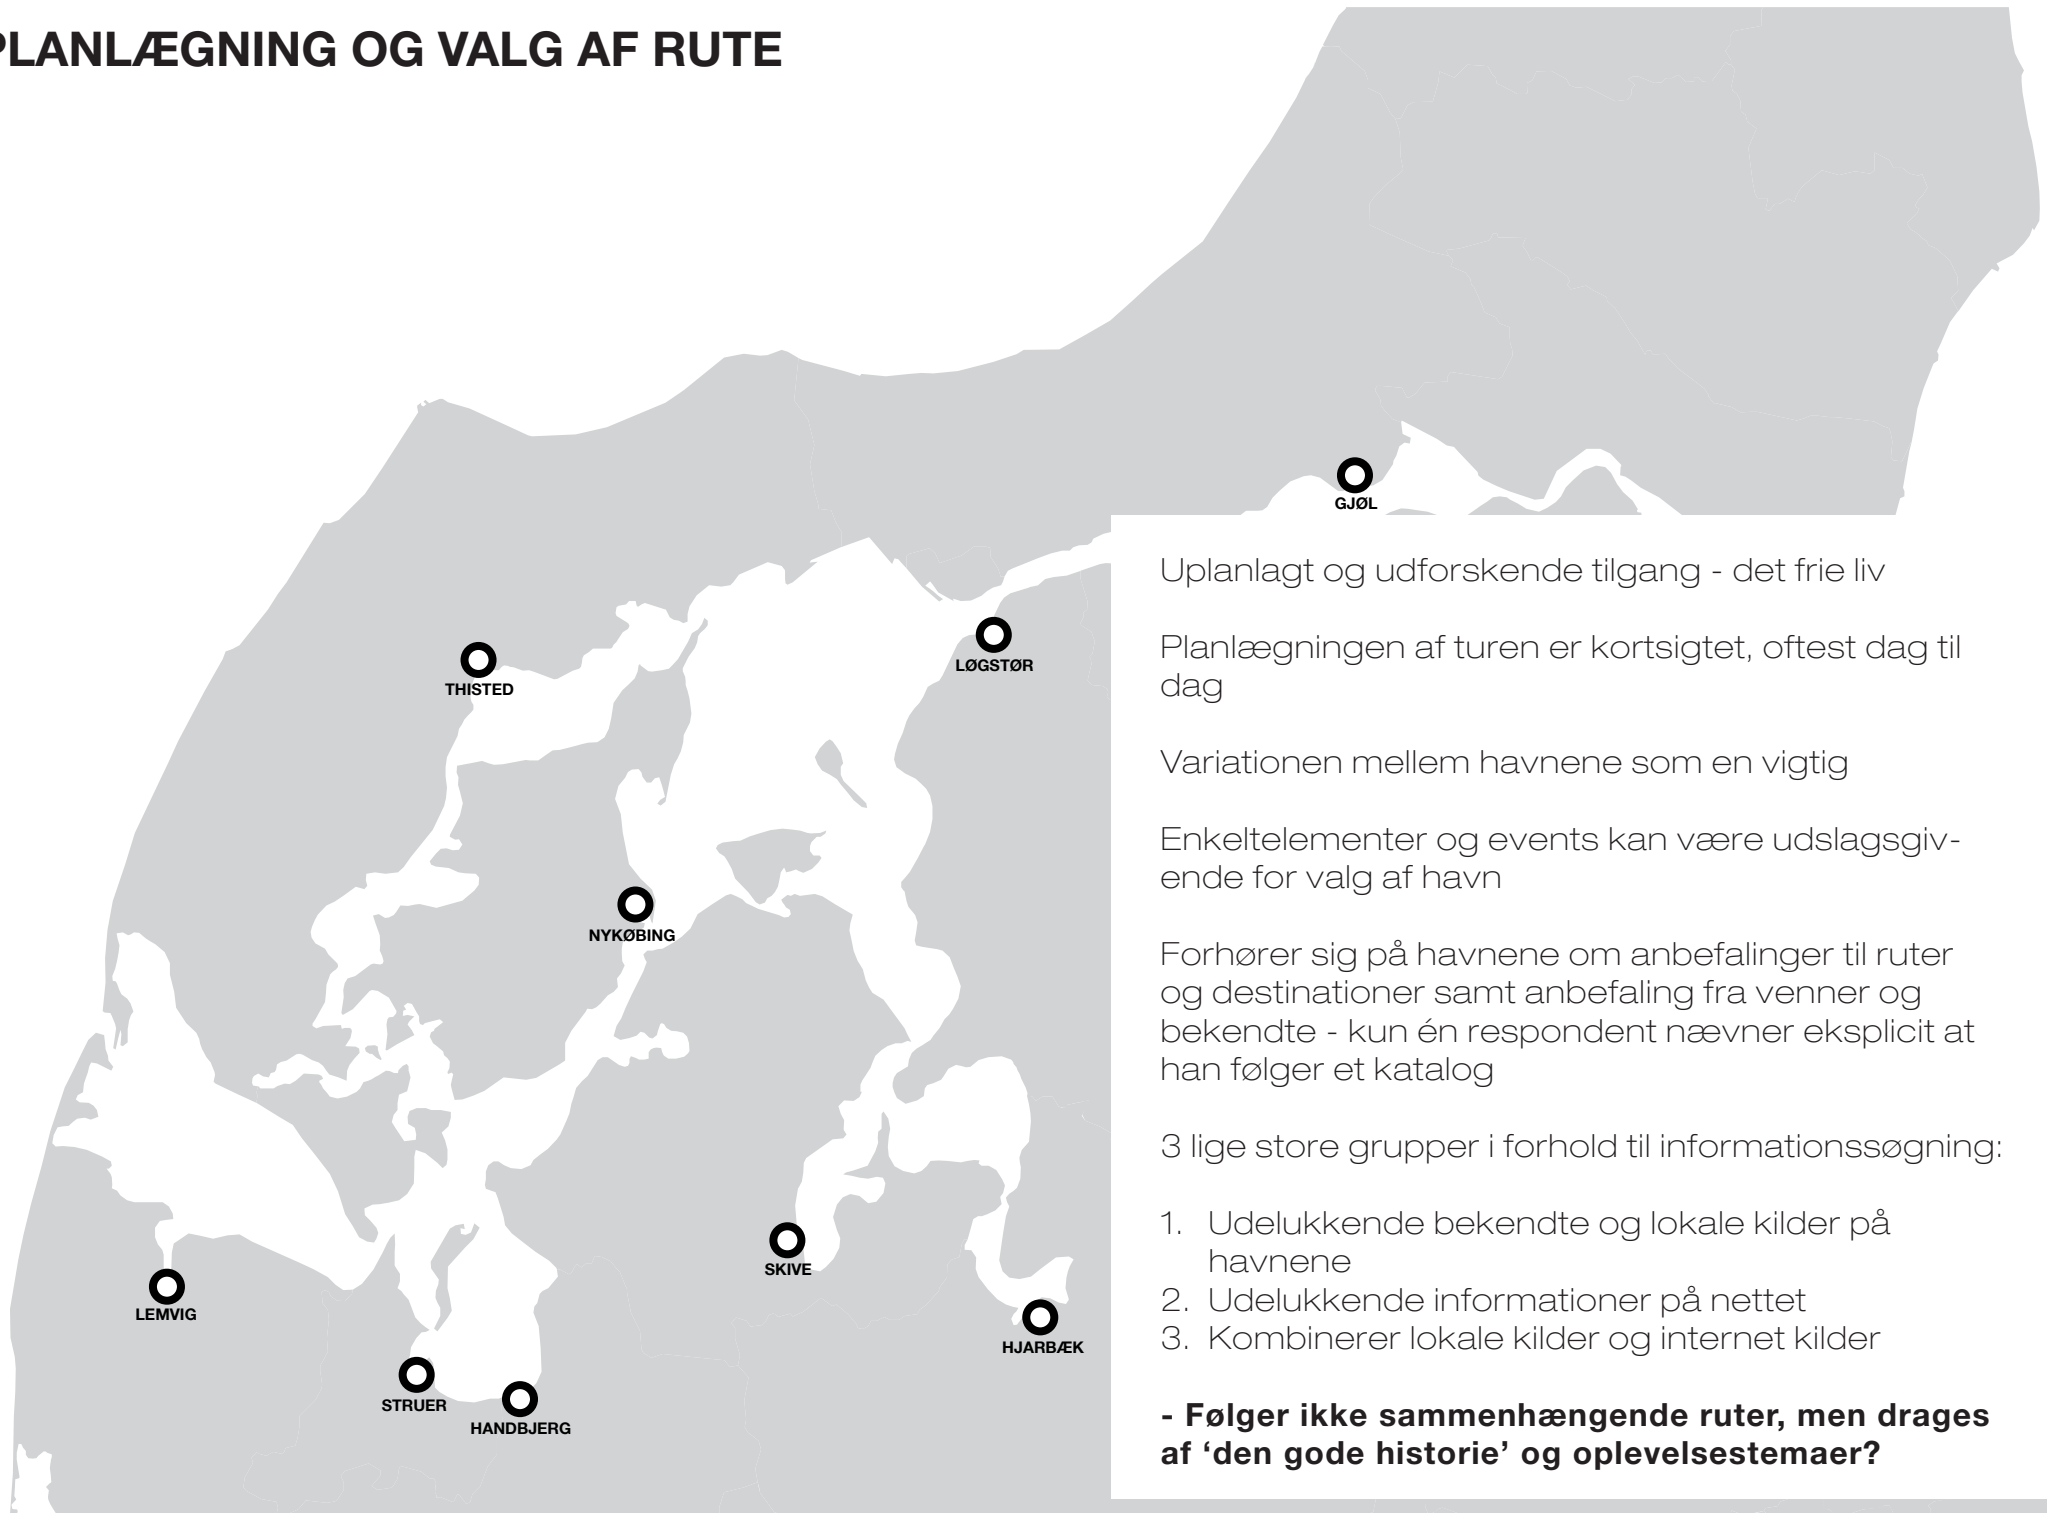 PLANLÆGNING OG VALG AF RUTE
GJØL
THISTED
LØGSTØR
NYKØBING
SKIVE
LEMVIG
HJARBÆK
STRUER
HANDBJERG
Uplanlagt og udforskende tilgang - det frie liv
Planlægningen af turen er kortsigtet, oftest dag til
dag
Variationen mellem havnene som en vigtig
Enkeltelementer og events kan være udslagsgiv-
ende for valg af havn
Forhører sig på havnene om anbefalinger til ruter
og destinationer samt anbefaling fra venner og
bekendte - kun én respondent nævner eksplicit at
han følger et katalog
3 lige store grupper i forhold til informationssøgning:
1. Udelukkende bekendte og lokale kilder på
havnene
2. Udelukkende informationer på nettet
3. Kombinerer lokale kilder og internet kilder
- Følger ikke sammenhængende ruter, men drages
af ‘den gode historie’ og oplevelsestemaer?